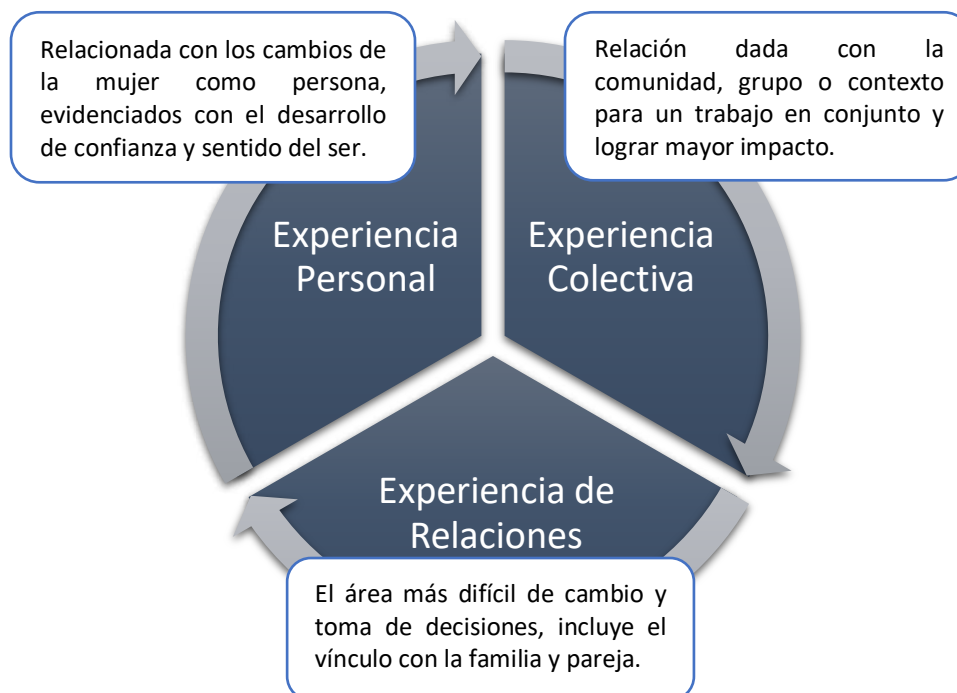 Relacionada con los cambios de
la mujer como persona,
evidenciados con el desarrollo
de confianza y sentido del ser.
Relación dada con la
comunidad, grupo o contexto
para un trabajo en conjunto y
lograr mayor impacto.
Experiencia
Personal
Experiencia
Colectiva
Experiencia de
Relaciones
El área más difícil de cambio y
toma de decisiones, incluye el
vínculo con la familia y pareja.